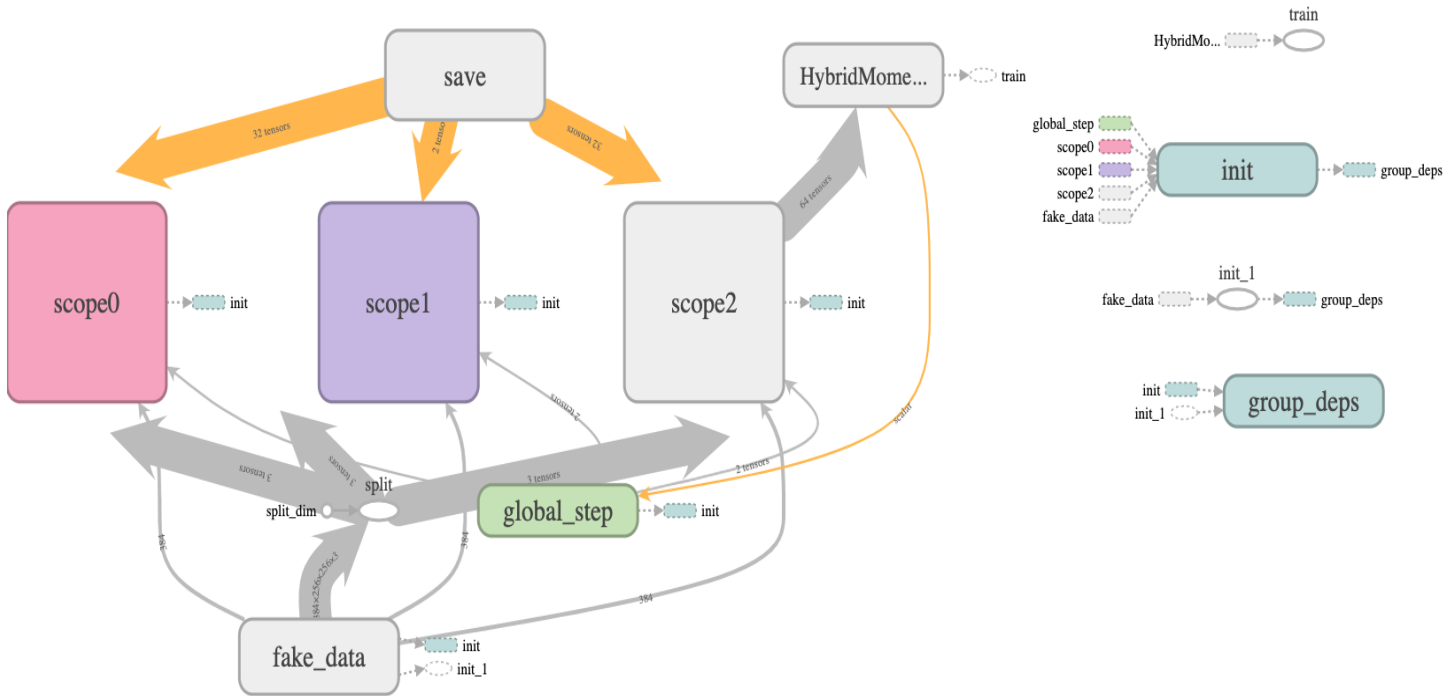 train
HybridMo...
save
HybridMome...
train
32 tensors
32 tensors
64 tensors
global_step
scope0
scope1
scope2
fake_data
init
group_deps
scope0
init
scope1
init
scope2
init
init_1
fake_data
group_deps
2 tensors
scalar
init
init_1
group_deps
3 tensors
3 tensors
3 tensors
2 tensors
split
split_dim
global_step
init
384
384
384×256×256×3
384
fake_data
init
init_1